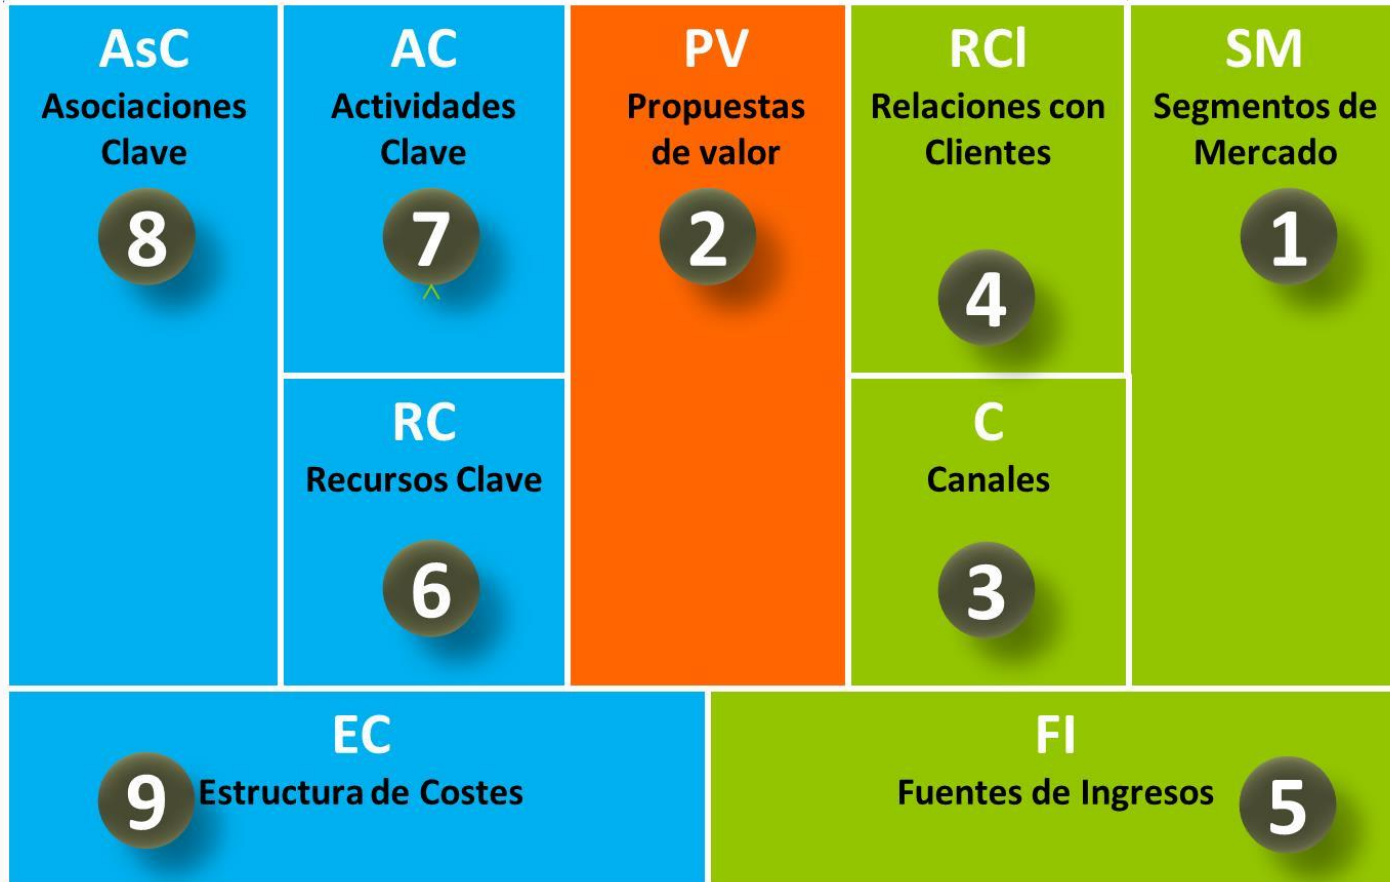 AsC
Asociaciones
Clave
8
AC
Actividades
Clave
7
PV
Propuestas
de valor
2
RCl
Relaciones con
Clientes
4
SM
Segmentos de
Mercado
1
RC
Recursos Clave
6
C
Canales
3
EC
9
Estructura de Costes
FI
Fuentes de Ingresos
5